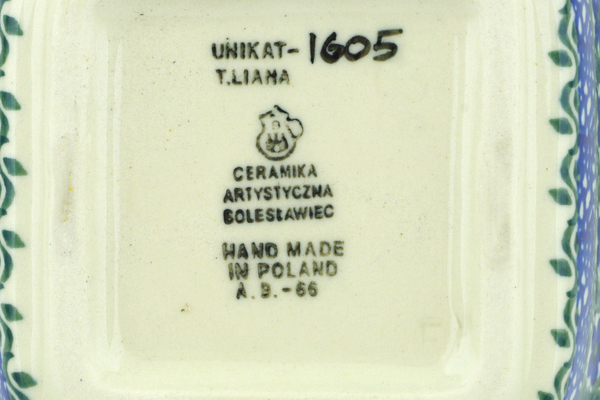 UNIKAT-1605
T.LIANA
CERAMIKA
ARTYSTYCZNA
BOLESŁAWIEC
HAND MADE
IN POLAND
A.B.-66